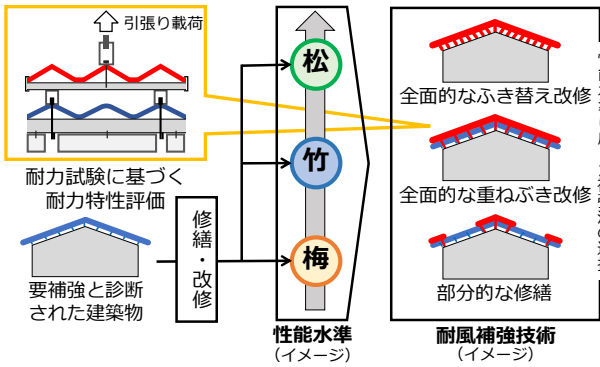 引張り載荷
耐力試験に基づく
耐力特性評価
要補強と診断
された建築物
修繕・改修
松
竹
梅
性能水準
(イメージ)
全面的なふき替え改修
全面的な重ねぶき改修
部分的な修繕
耐風補強技術
(イメージ)